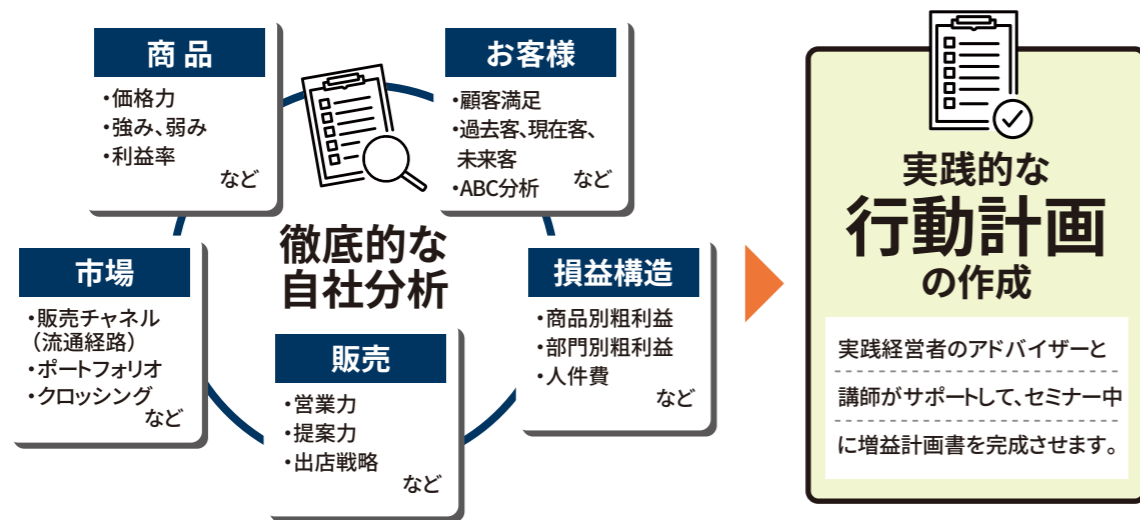 商品
・価格力
・強み、弱み
・利益率
など
お客様
・顧客満足
・過去客、現在客、
未来客
・ABC分析
など
徹底的な
自社分析
市場
・販売チャネル
（流通経路）
・ポートフォリオ
・クロッシング
など
販売
・営業力
・提案力
・出店戦略
など
損益構造
・商品別粗利益
・部門別粗利益
・人件費
など
実践的な
行動計画
の作成
実践経営者のアドバイザーと
講師がサポートして、セミナー中
に増益計画書を完成させます。